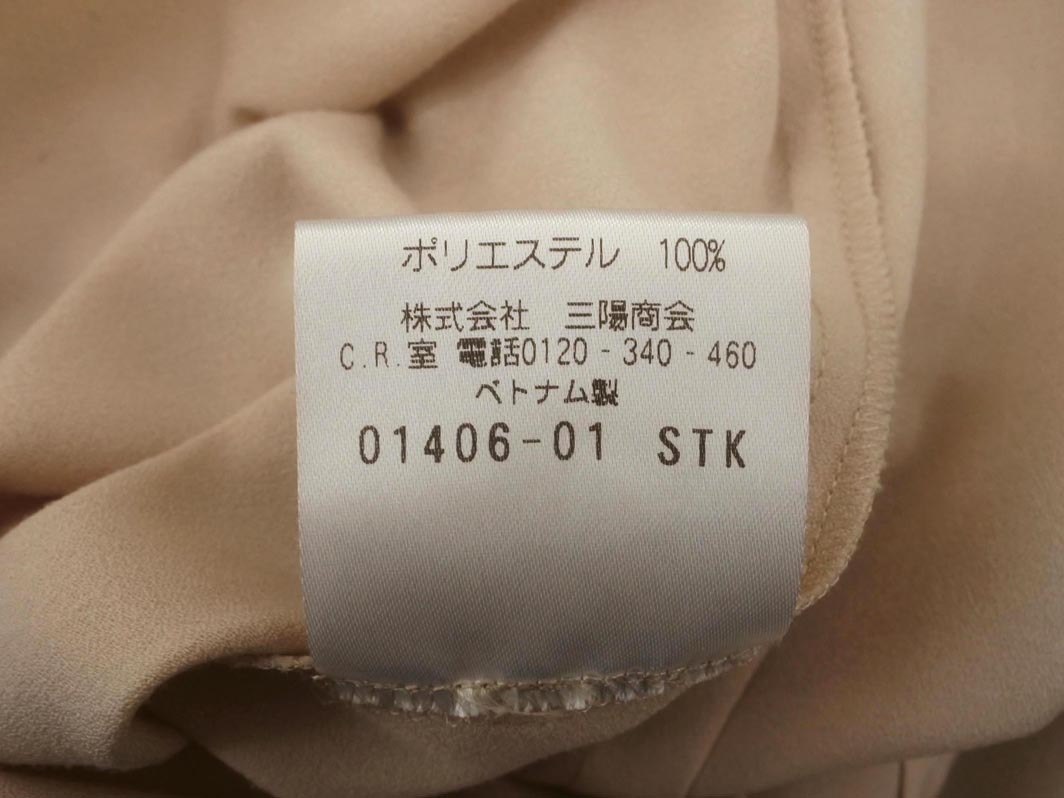 ポリエステル　100%
株式会社　三陽商会
C.R.室 電話0120-340-460
ベトナム製
01406-01 STK